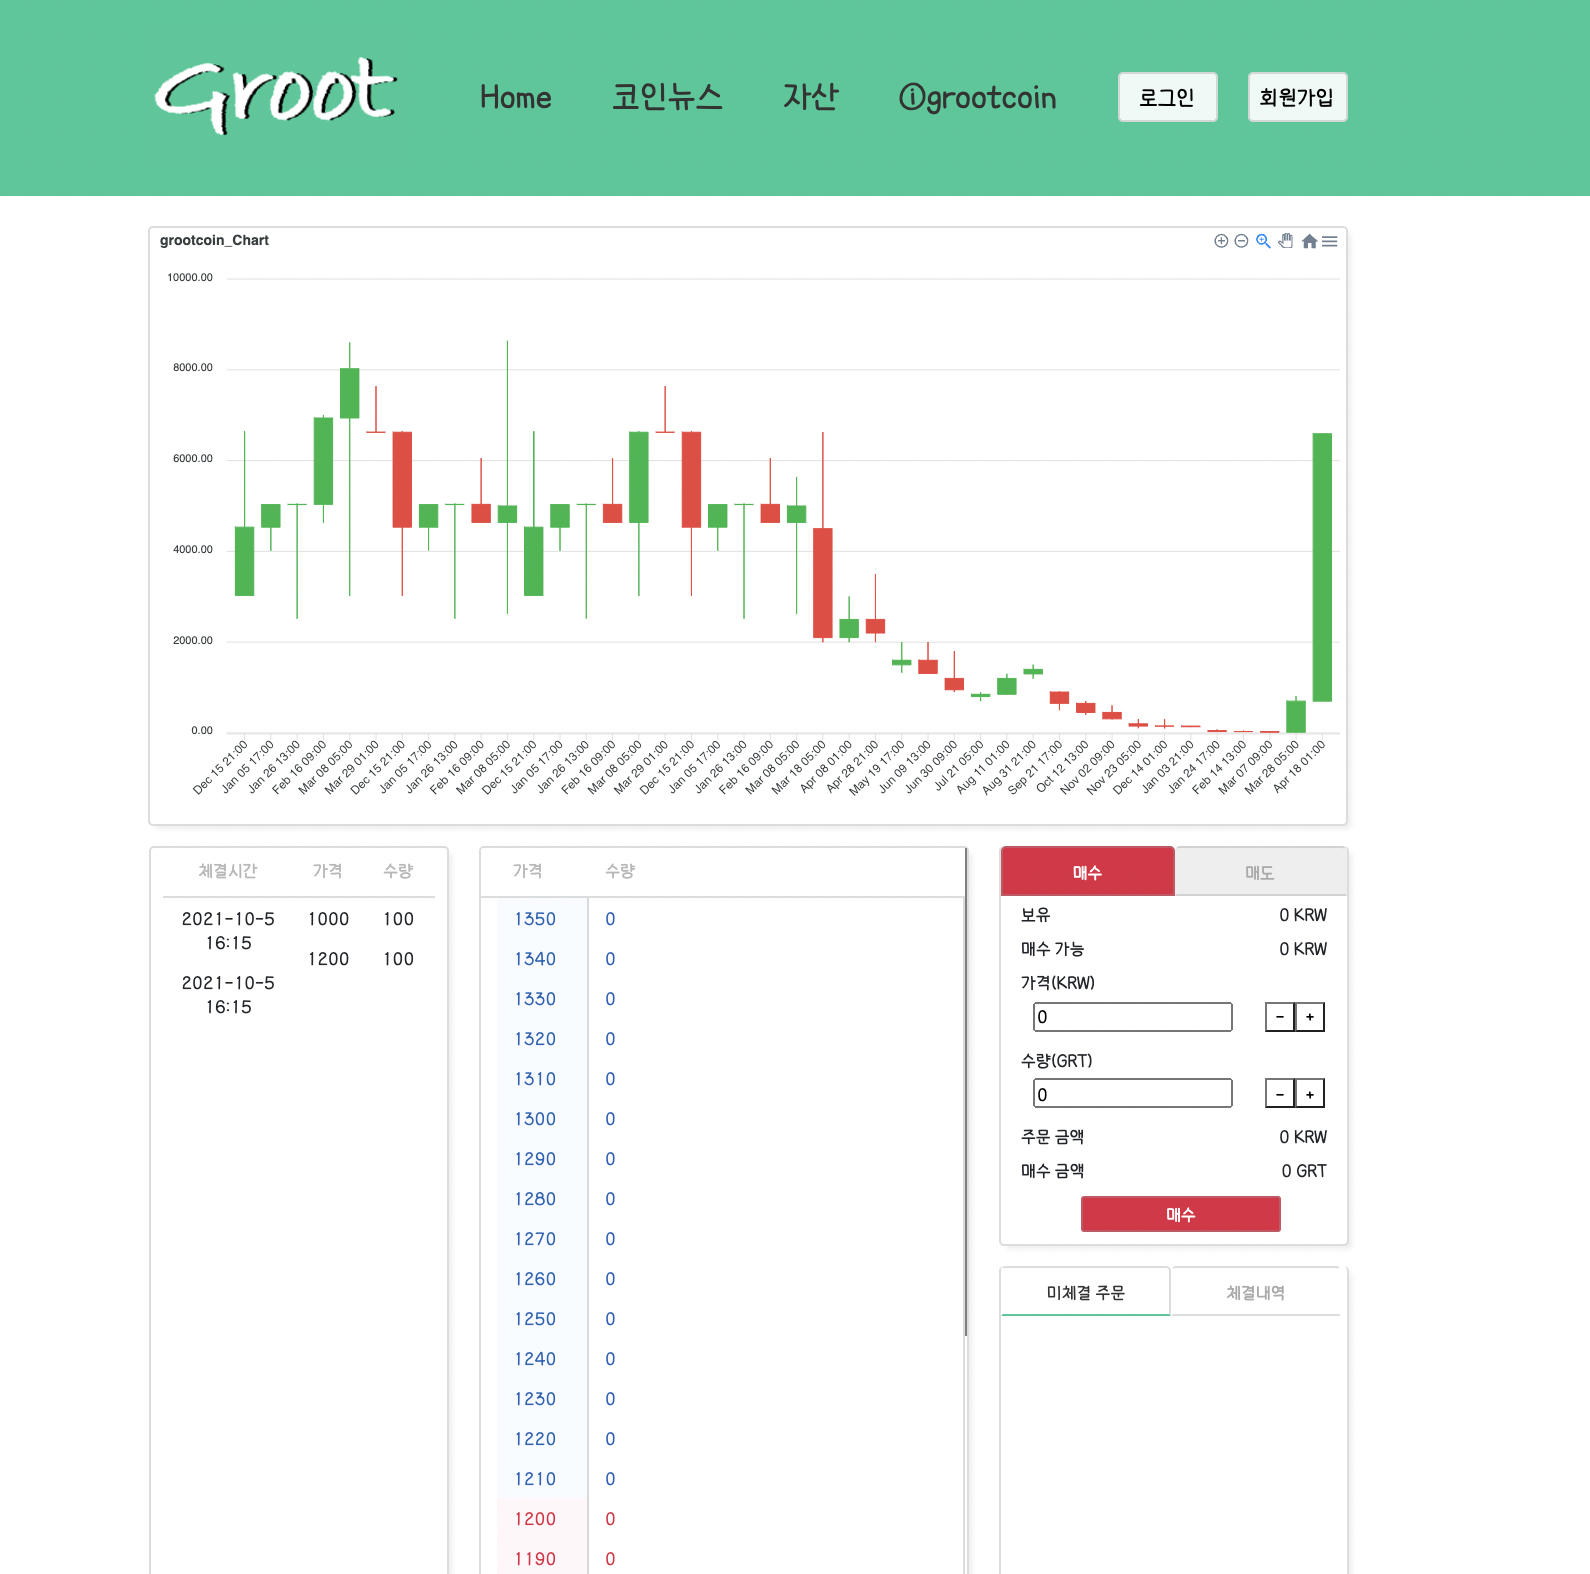 Groot
Home
코인뉴스
자산
ⓘgrootcoin
로그인
회원가입
grootcoin_Chart
10000.00
8000.00
6000.00
4000.00
2000.00
0.00
Dec 15 21:00
Jan 05 17:00
Jan 26 13:00
Feb 16 09:00
Mar 08 05:00
Mar 29 01:00
Dec 15 21:00
Jan 05 17:00
Jan 26 13:00
Feb 16 09:00
Mar 08 05:00
Dec 15 21:00
Jan 05 17:00
Jan 26 13:00
Feb 16 09:00
Mar 08 05:00
Mar 29 01:00
Dec 15 21:00
Jan 05 17:00
Jan 26 13:00
Feb 16 09:00
Mar 08 05:00
Mar 18 05:00
Apr 08 01:00
Apr 28 21:00
May 19 17:00
Jun 09 13:00
Jun 30 09:00
Jul 21 05:00
Aug 11 01:00
Aug 31 21:00
Sep 21 17:00
Oct 12 13:00
Nov 02 09:00
Nov 23 05:00
Dec 14 01:00
Jan 03 21:00
Jan 24 17:00
Feb 14 13:00
Mar 07 09:00
Mar 28 05:00
Apr 18 01:00
체결시간 가격 수량
2021-10-5 1000 100
16:15
1200 100
2021-10-5
16:15
가격 수량
1350 0
1340 0
1330 0
1320 0
1310 0
1300 0
1290 0
1280 0
1270 0
1260 0
1250 0
1240 0
1230 0
1220 0
1210 0
1200 0
1190 0
매수 매도
보유 0 KRW
매수 가능 0 KRW
가격(KRW)
0 - +
수량(GRT)
0 - +
주문 금액 0 KRW
매수 금액 0 GRT
매수
미체결 주문 체결내역